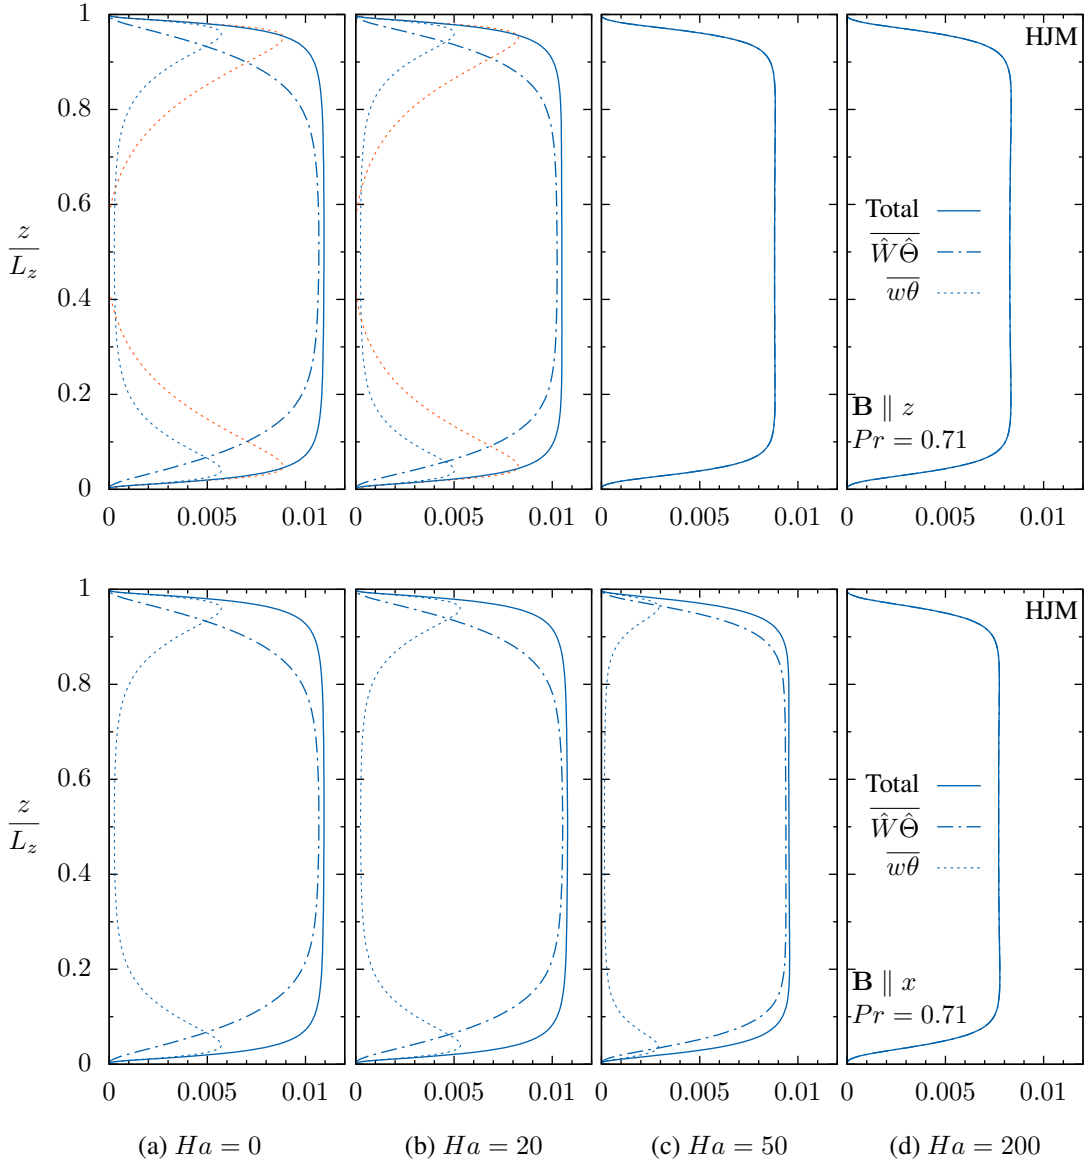 1
0.8
0.6
z
L_z
0.4
0.2
0
HJM
Total
\overline{\hat{W}\hat{\Theta}}
\overline{wθ}
B ∥ z
Pr = 0.71
0 0.005 0.01 0 0.005 0.01 0 0.005 0.01 0 0.005 0.01
1
0.8
0.6
z
L_z
0.4
0.2
0
HJM
Total
\overline{\hat{W}\hat{\Theta}}
\overline{wθ}
B ∥ x
Pr = 0.71
0 0.005 0.01 0 0.005 0.01 0 0.005 0.01 0 0.005 0.01
(a) Ha = 0 (b) Ha = 20 (c) Ha = 50 (d) Ha = 200